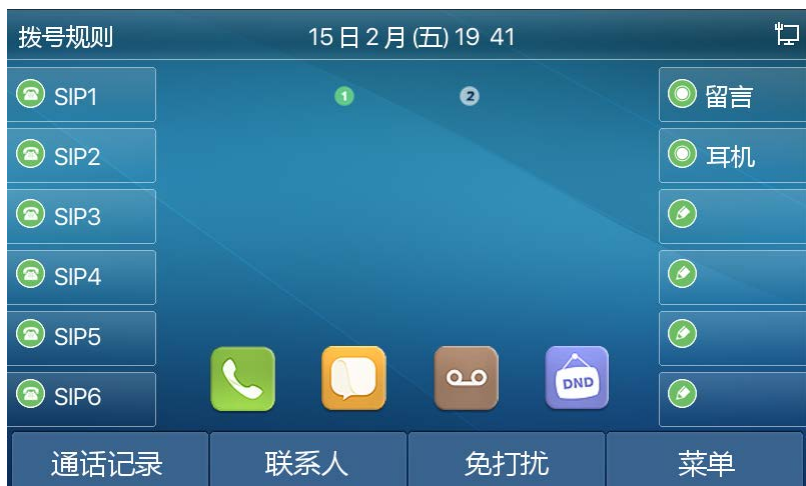 拨号规则 15日2月(五) 19 41
1 2
SIP1 留言
SIP2 耳机
SIP3
SIP4
SIP5
SIP6
DND
通话记录 联系人 免打扰 菜单